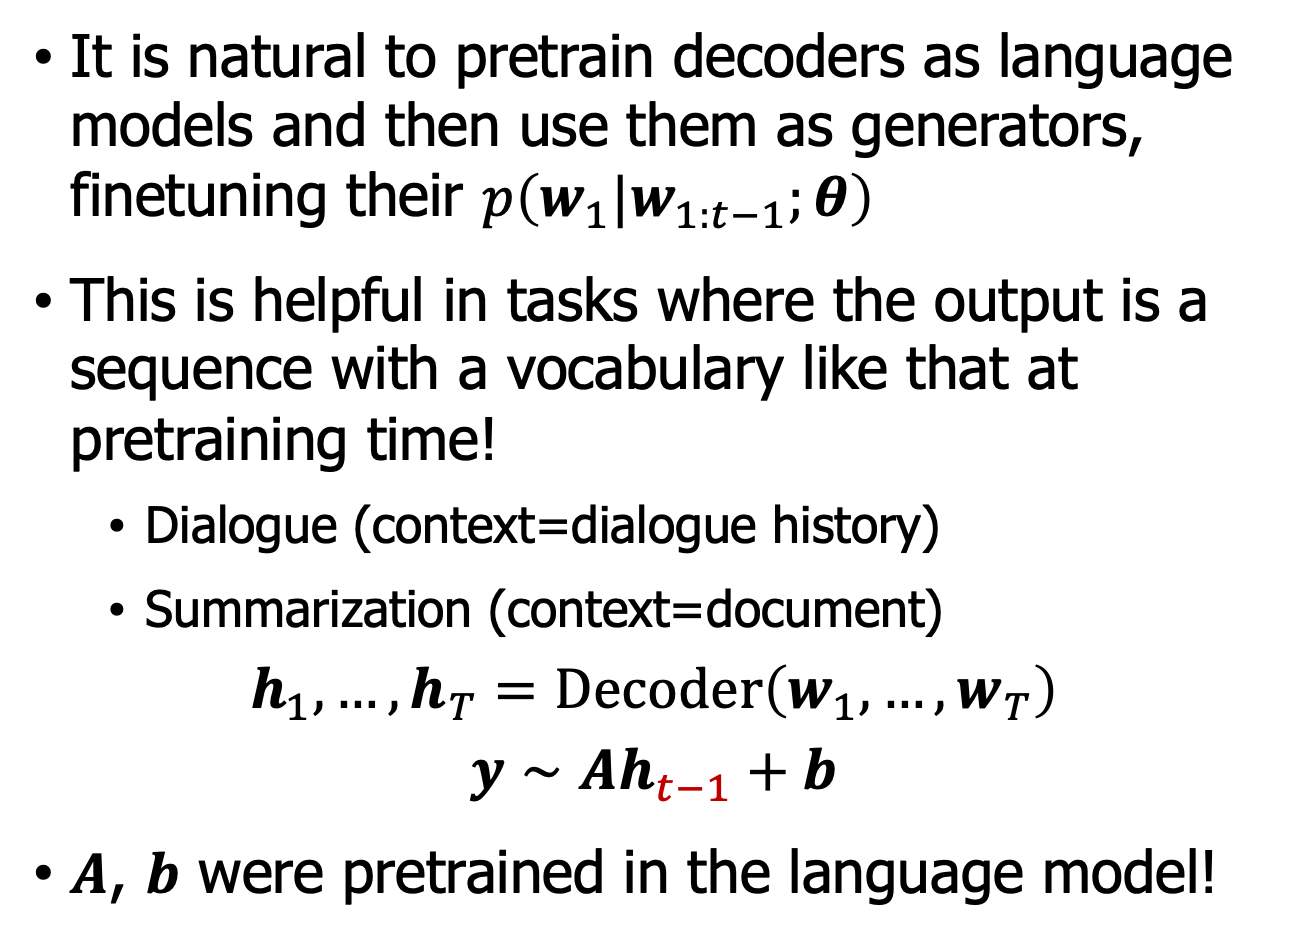 • It is natural to pretrain decoders as language
models and then use them as generators,
finetuning their p(w₁|w₁:ₜ₋₁; θ)
• This is helpful in tasks where the output is a
sequence with a vocabulary like that at
pretraining time!
• Dialogue (context=dialogue history)
• Summarization (context=document)
h₁, … , h_T = Decoder(w₁, … , w_T)
y ~ Ahₜ₋₁ + b
• A, b were pretrained in the language model!